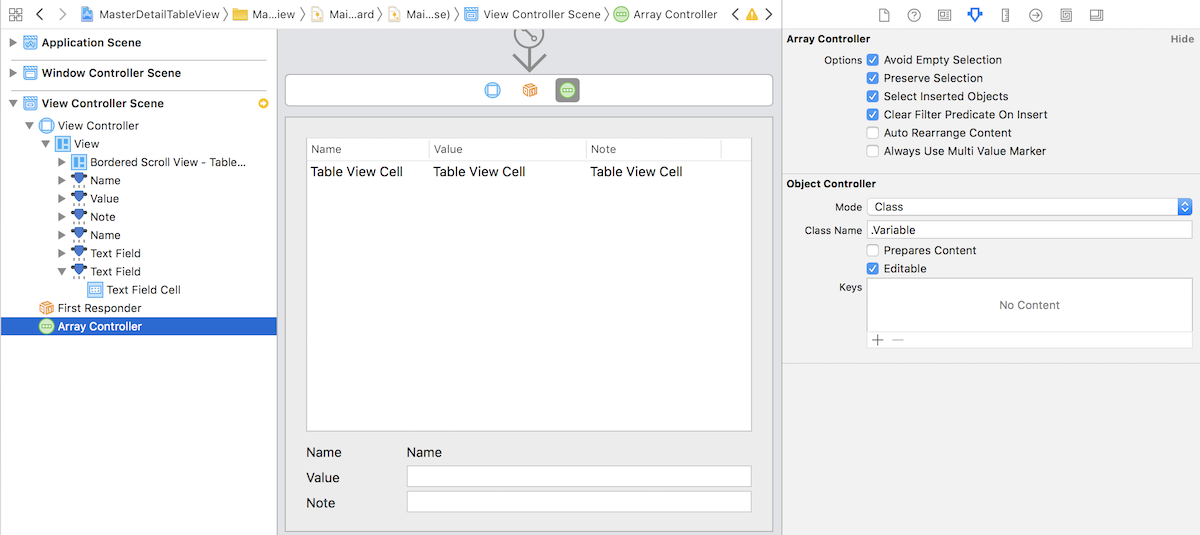 MasterDetailTableView
Ma...iew
Mai...ard
Mai...se)
View Controller Scene
Array Controller
Application Scene
Window Controller Scene
View Controller Scene
View Controller
View
Bordered Scroll View - Table...
Name
Value
Note
Name
Text Field
Text Field
Text Field Cell
First Responder
Array Controller
Name Value Note
Table View Cell Table View Cell Table View Cell
Name Name
Value
Note
Array Controller Hide
Options Avoid Empty Selection
Preserve Selection
Select Inserted Objects
Clear Filter Predicate On Insert
Auto Rearrange Content
Always Use Multi Value Marker
Object Controller
Mode Class
Class Name .Variable
Prepares Content
Editable
Keys
No Content